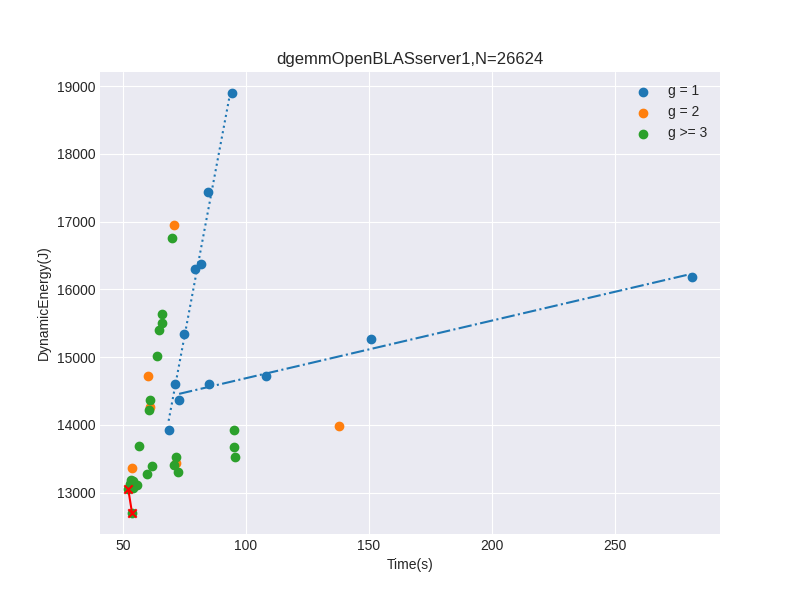 dgemmOpenBLASserver1,N=26624
19000
18000
17000
16000
15000
14000
13000
DynamicEnergy(J)
g = 1
g = 2
g >= 3
50
100
150
200
250
Time(s)